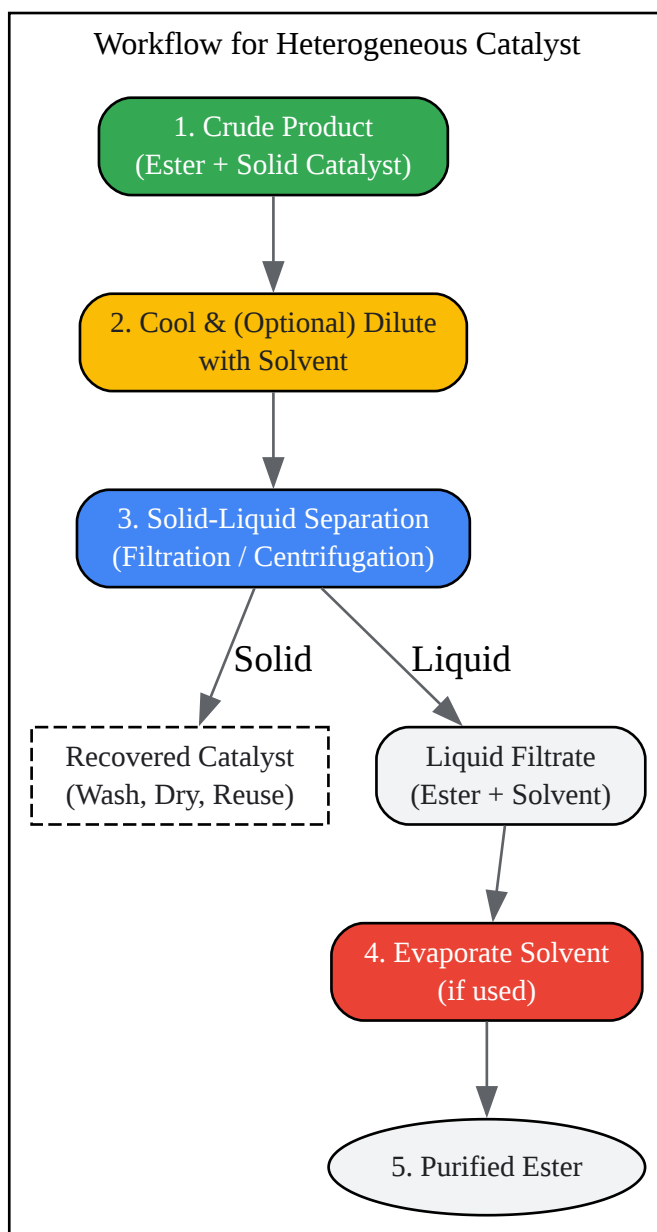 Workflow for Heterogeneous Catalyst
1. Crude Product
(Ester + Solid Catalyst)
2. Cool & (Optional) Dilute
with Solvent
3. Solid-Liquid Separation
(Filtration / Centrifugation)
Solid
Liquid
Recovered Catalyst
(Wash, Dry, Reuse)
Liquid Filtrate
(Ester + Solvent)
4. Evaporate Solvent
(if used)
5. Purified Ester